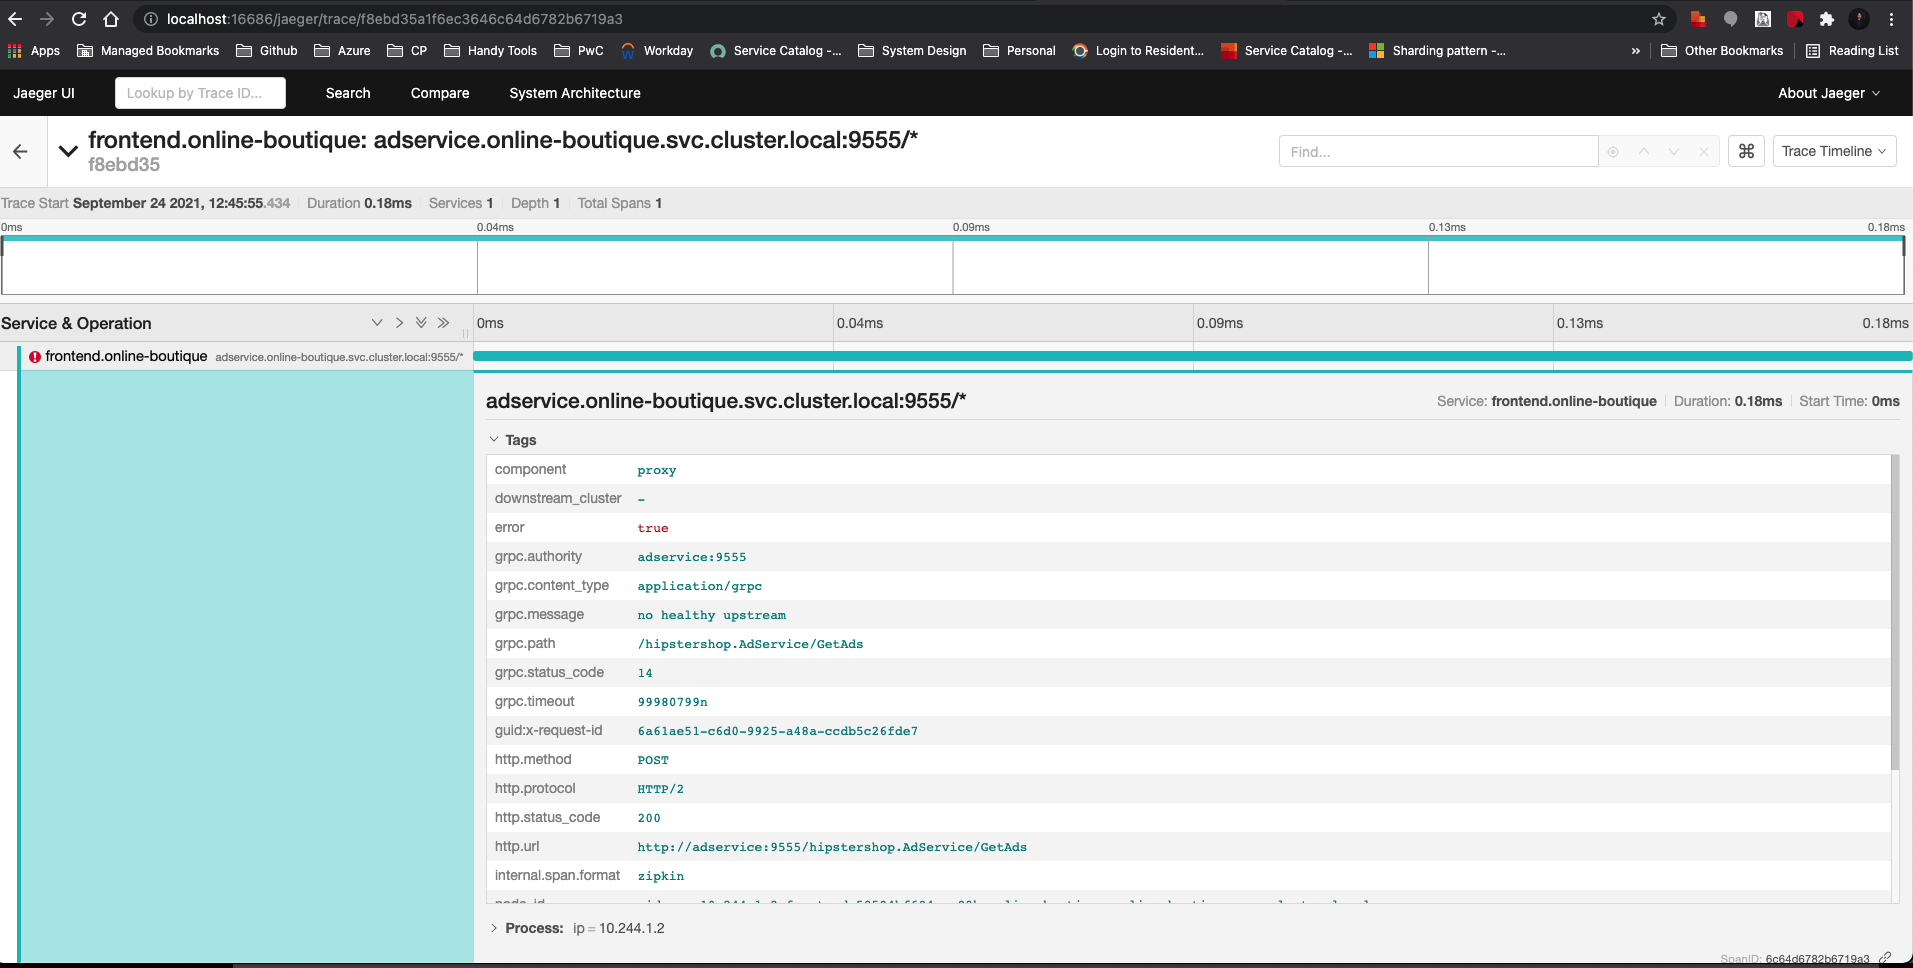 localhost:16686/jaeger/trace/f8ebd35a1f6ec3646c64d6782b6719a3
Apps Managed Bookmarks Github Azure CP Handy Tools PwC Workday Service Catalog -... System Design Personal Login to Resident... Service Catalog -... Sharding pattern -... » Other Bookmarks Reading List
Jaeger UI Lookup by Trace ID... Search Compare System Architecture About Jaeger
frontend.online-boutique: adservice.online-boutique.svc.cluster.local:9555/*
f8ebd35
Find... Trace Timeline
Trace Start September 24 2021, 12:45:55.434 Duration 0.18ms Services 1 Depth 1 Total Spans 1
0ms 0.04ms 0.09ms 0.13ms 0.18ms
Service & Operation 0ms 0.04ms 0.09ms 0.13ms 0.18ms
frontend.online-boutique adservice.online-boutique.svc.cluster.local:9555/*
adservice.online-boutique.svc.cluster.local:9555/* Service: frontend.online-boutique Duration: 0.18ms Start Time: 0ms
Tags
component proxy
downstream_cluster -
error true
grpc.authority adservice:9555
grpc.content_type application/grpc
grpc.message no healthy upstream
grpc.path /hipstershop.AdService/GetAds
grpc.status_code 14
grpc.timeout 99980799n
guid:x-request-id 6a61ae51-c6d0-9925-a48a-ccdb5c26fde7
http.method POST
http.protocol HTTP/2
http.status_code 200
http.url http://adservice:9555/hipstershop.AdService/GetAds
internal.span.format zipkin
Process: ip = 10.244.1.2
SpanID: 6c64d6782b6719a3